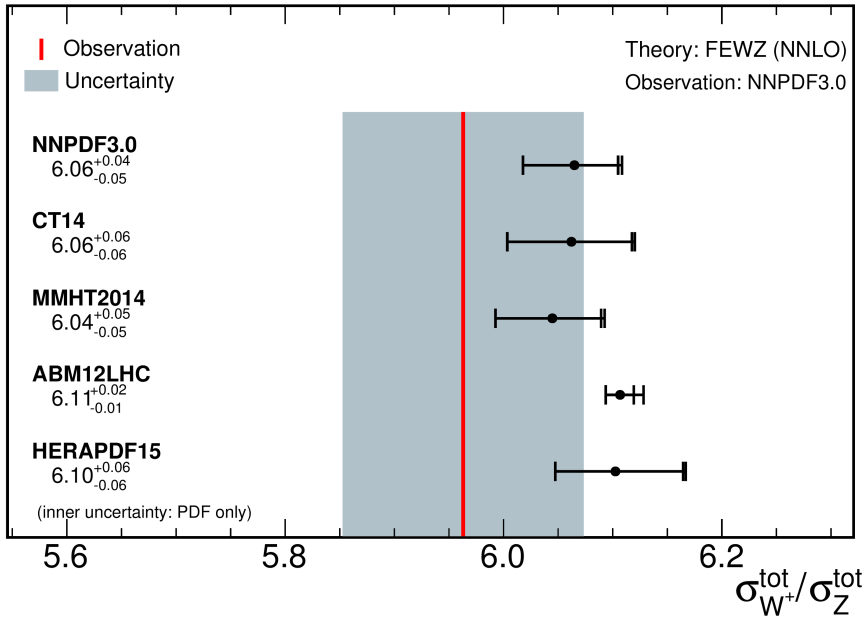 Observation
Uncertainty
Theory: FEWZ (NNLO)
Observation: NNPDF3.0
NNPDF3.0
6.06 +0.04 -0.05
CT14
6.06 +0.06 -0.06
MMHT2014
6.04 +0.05 -0.05
ABM12LHC
6.11 +0.02 -0.01
HERAPDF15
6.10 +0.06 -0.06
(inner uncertainty: PDF only)
5.6 5.8 6.0 6.2
σ tot W+ / σ tot Z